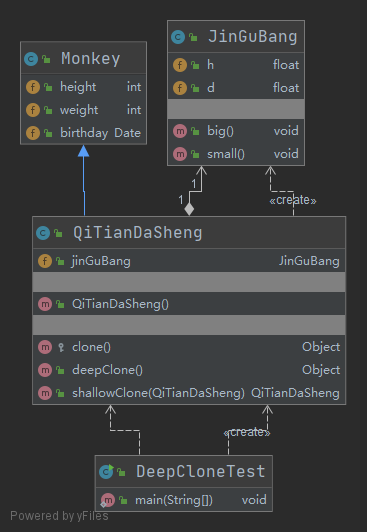 Monkey
height int
weight int
birthday Date
JinGuBang
h float
d float
big() void
small() void
1
1
«create»
QiTianDaSheng
jinGuBang JinGuBang
QiTianDaSheng()
clone() Object
deepClone() Object
shallowClone(QiTianDaSheng) QiTianDaSheng
«create»
DeepCloneTest
main(String[]) void
Powered by yFiles